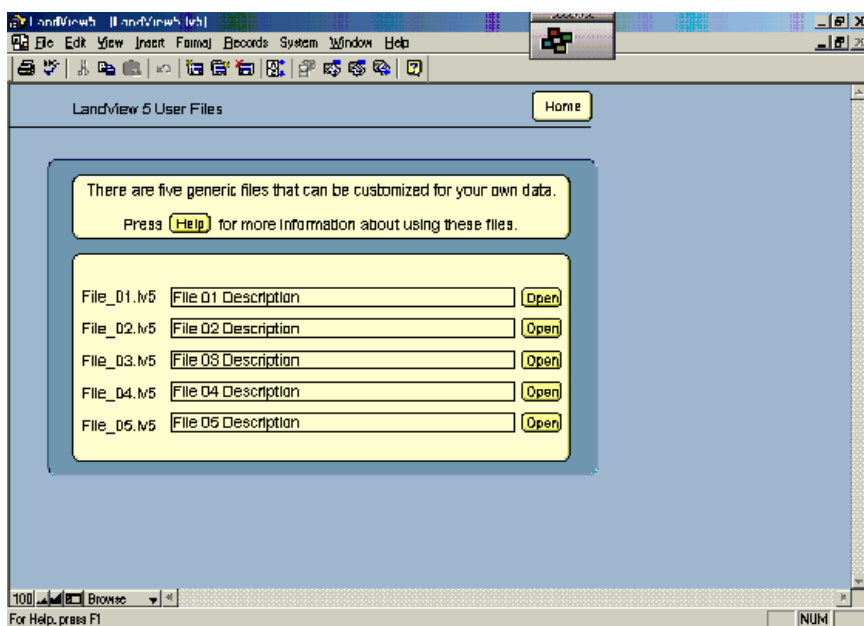 LandView5 - [LandView5.lv5]
File Edit View Insert Format Records System Window Help
LandView 5 User Files
Home
There are five generic files that can be customized for your own data.
Press Help for more information about using these files.
File_01.lv5 File 01 Description Open
File_02.lv5 File 02 Description Open
File_03.lv5 File 03 Description Open
File_04.lv5 File 04 Description Open
File_05.lv5 File 05 Description Open
100 Browse
For Help, press F1 NUM